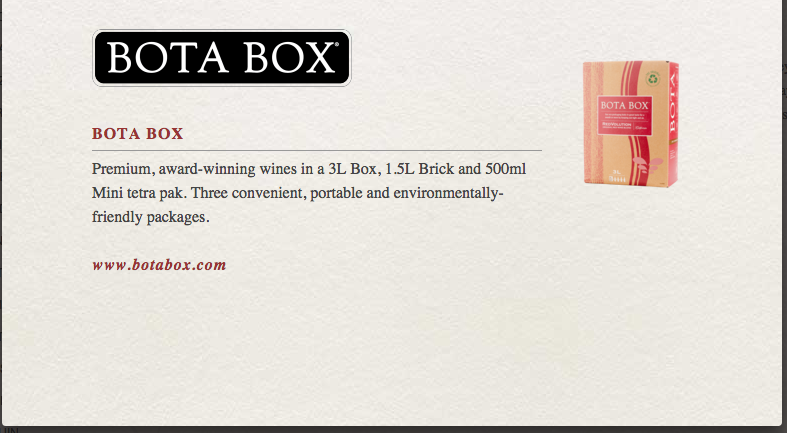 BOTA BOX®
BOTA BOX
Premium, award-winning wines in a 3L Box, 1.5L Brick and 500ml
Mini tetra pak. Three convenient, portable and environmentally-
friendly packages.
www.botabox.com
BOTA BOX
BOTA